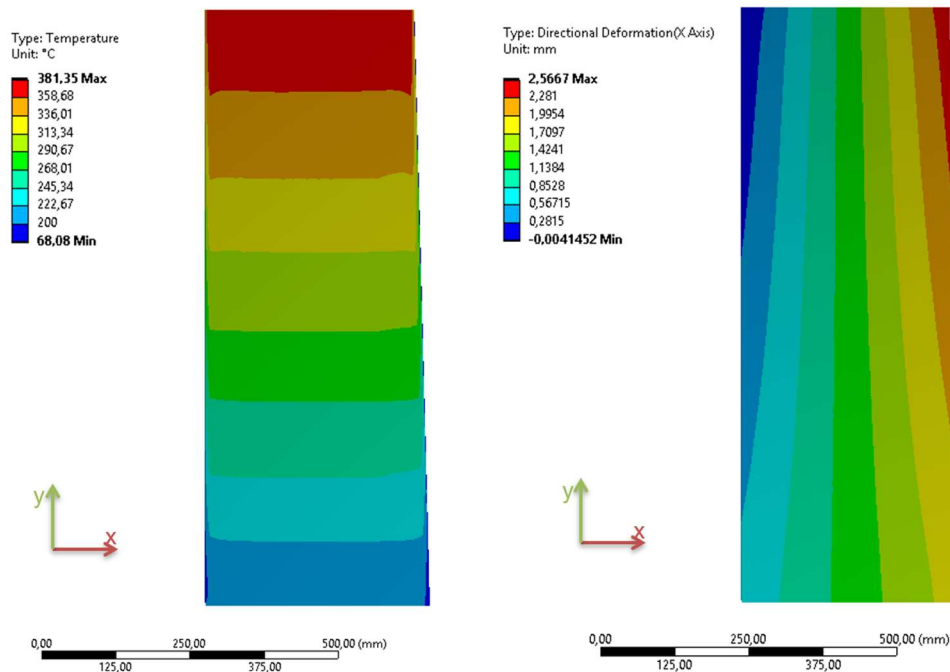 Type: Temperature
Unit: °C
381,35 Max
358,68
336,01
313,34
290,67
268,01
245,34
222,67
200
68,08 Min
y
x
0,00 250,00 500,00 (mm)
125,00 375,00
Type: Directional Deformation(X Axis)
Unit: mm
2,5667 Max
2,281
1,9954
1,7097
1,4241
1,1384
0,8528
0,56715
0,2815
-0,0041452 Min
y
x
0,00 250,00 500,00 (mm)
125,00 375,00